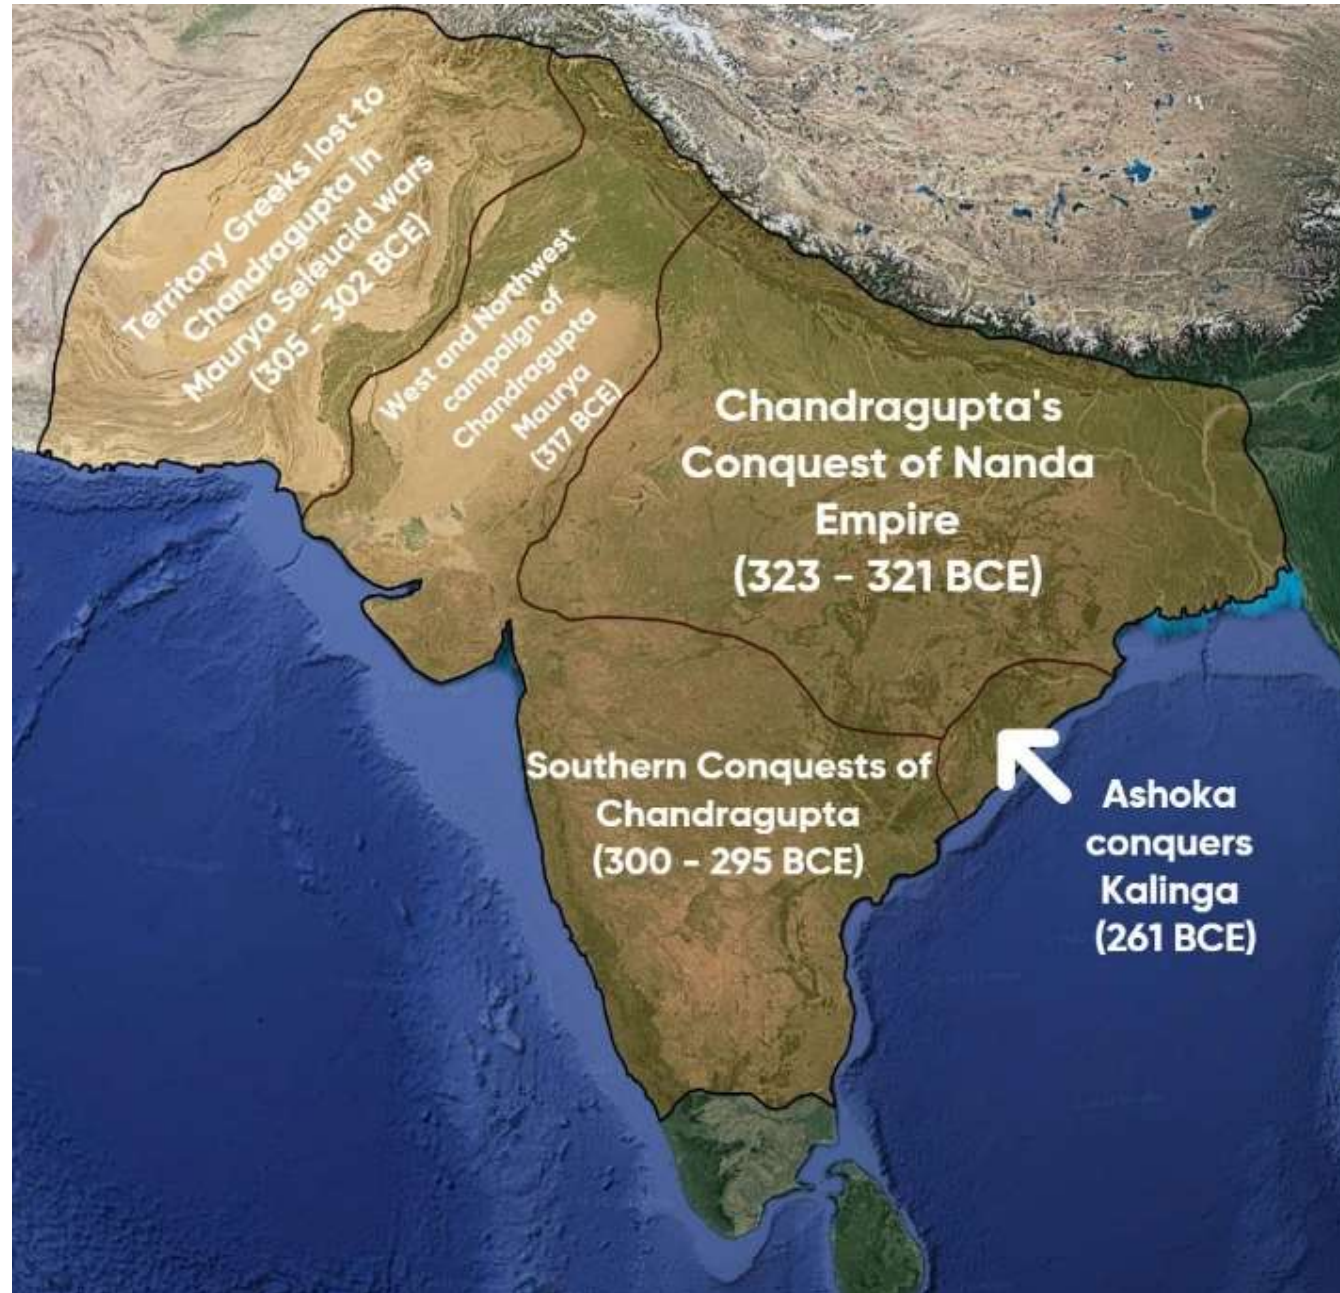 Territory Greeks lost to
Chandragupta in
Maurya Seleucid wars
(305 - 302 BCE)
West and Northwest
campaign of
Chandragupta
Maurya
(317 BCE)
Chandragupta's
Conquest of Nanda
Empire
(323 - 321 BCE)
Southern Conquests of
Chandragupta
(300 - 295 BCE)
Ashoka
conquers
Kalinga
(261 BCE)